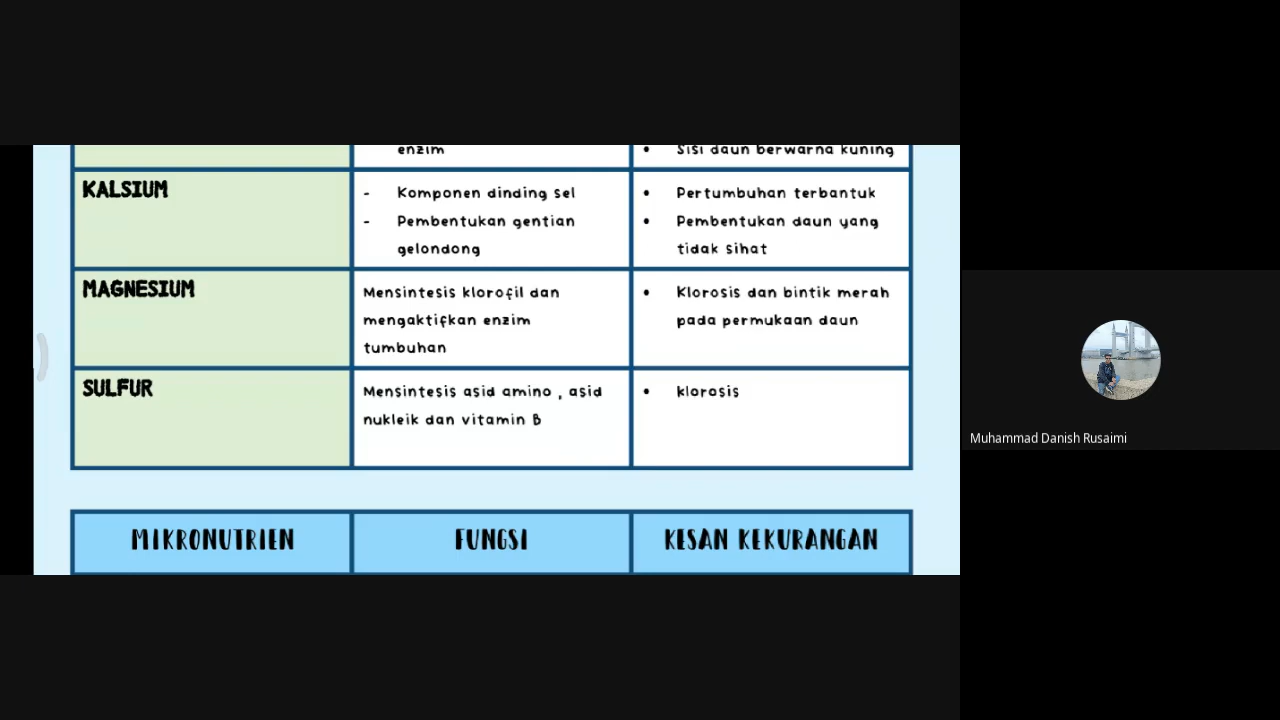 enzim
• Sisi daun berwarna kuning
KALSIUM
- Komponen dinding sel
- Pembentukan gentian
gelondong
• Pertumbuhan terbantuk
• Pembentukan daun yang
tidak sihat
MAGNESIUM
Mensintesis klorofil dan
mengaktifkan enzim
tumbuhan
• Klorosis dan bintik merah
pada permukaan daun
SULFUR
Mensintesis asid amino , asid
nukleik dan vitamin B
• klorosis
MIKRONUTRIEN
FUNGSI
KESAN KEKURANGAN
Muhammad Danish Rusaimi